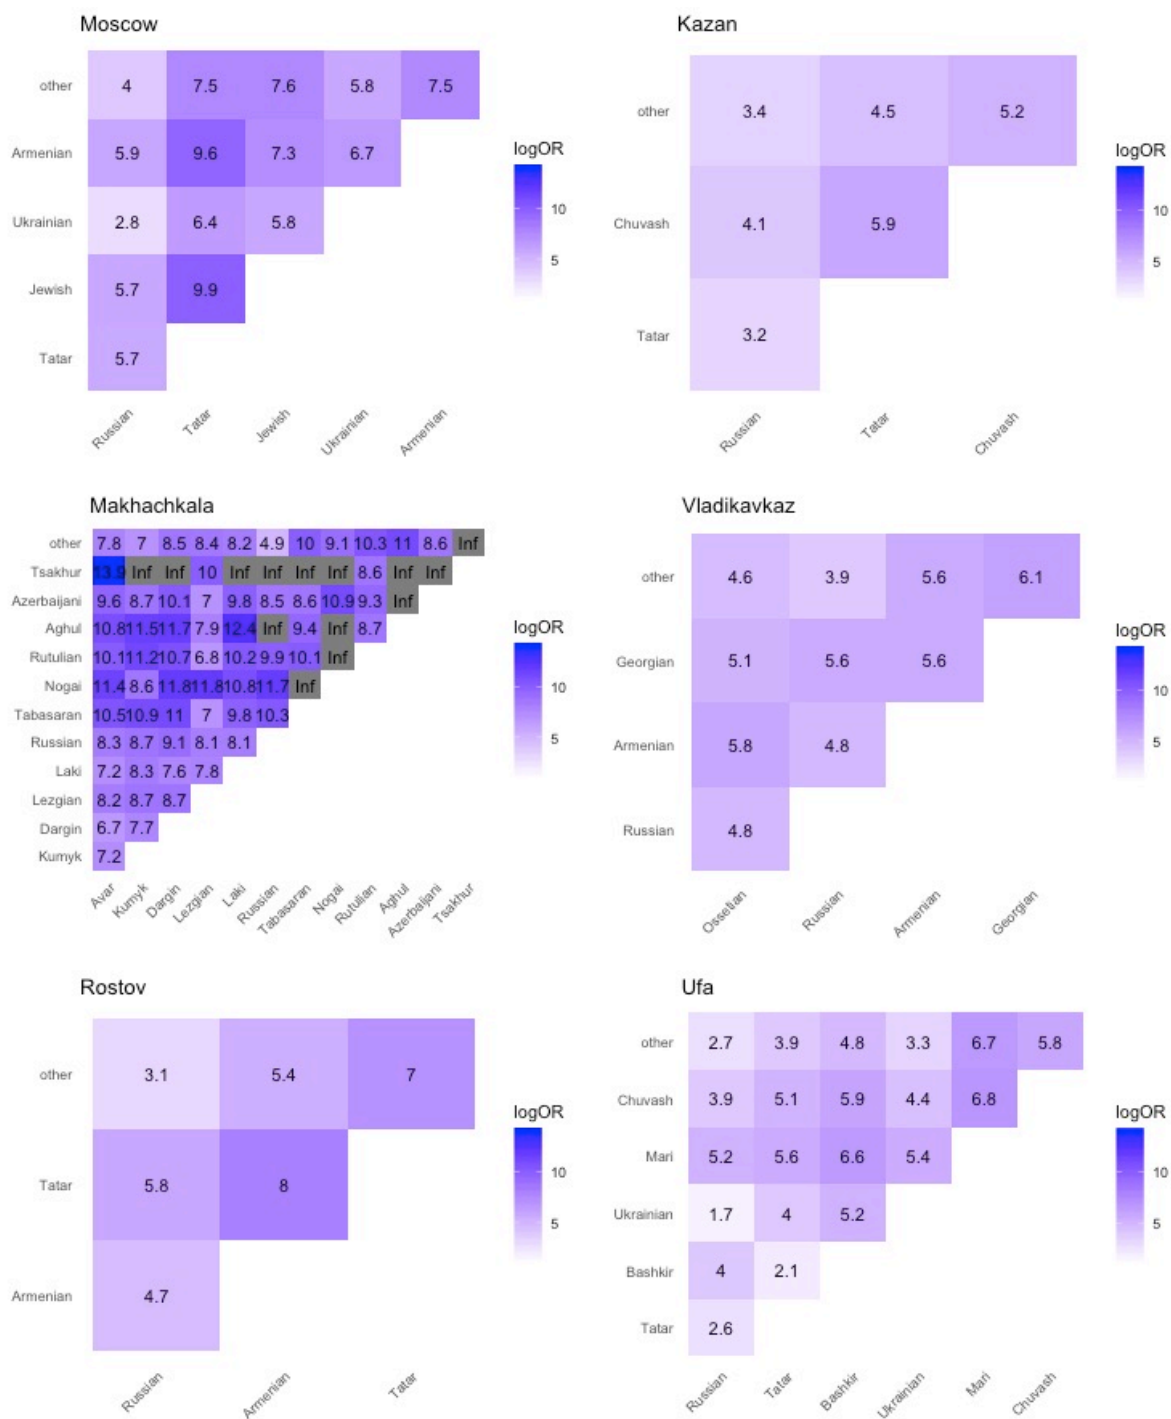 Moscow
other 4 7.5 7.6 5.8 7.5
Armenian 5.9 9.6 7.3 6.7
Ukrainian 2.8 6.4 5.8
Jewish 5.7 9.9
Tatar 5.7
Russian Tatar Jewish Ukrainian Armenian
logOR
10
5
Kazan
other 3.4 4.5 5.2
Chuvash 4.1 5.9
Tatar 3.2
Russian Tatar Chuvash
logOR
10
5
Makhachkala
other 7.8 7 8.5 8.4 8.2 4.9 10 9.1 10.3 11 8.6 Inf
Tsakhur 13.9 Inf Inf 10 Inf Inf Inf Inf 8.6 Inf Inf
Azerbaijani 9.6 8.7 10.1 7 9.8 8.5 8.6 10.9 9.3 Inf
Aghul 10.8 11.5 11.7 7.9 12.4 Inf 9.4 Inf 8.7
Rutulian 10.1 11.2 10.7 6.8 10.2 9.9 10.1 Inf
Nogai 11.4 8.6 11.8 11.8 10.8 11.7 Inf
Tabasaran 10.5 10.9 11 7 9.8 10.3
Russian 8.3 8.7 9.1 8.1 8.1
Laki 7.2 8.3 7.6 7.8
Lezgian 8.2 8.7 8.7
Dargin 6.7 7.7
Kumyk 7.2
Avar Kumyk Dargin Lezgian Laki Russian Tabasaran Nogai Rutulian Aghul Azerbaijani Tsakhur
logOR
10
5
Vladikavkaz
other 4.6 3.9 5.6 6.1
Georgian 5.1 5.6 5.6
Armenian 5.8 4.8
Russian 4.8
Ossetian Russian Armenian Georgian
logOR
10
5
Rostov
other 3.1 5.4 7
Tatar 5.8 8
Armenian 4.7
Russian Armenian Tatar
logOR
10
5
Ufa
other 2.7 3.9 4.8 3.3 6.7 5.8
Chuvash 3.9 5.1 5.9 4.4 6.8
Mari 5.2 5.6 6.6 5.4
Ukrainian 1.7 4 5.2
Bashkir 4 2.1
Tatar 2.6
Russian Tatar Bashkir Ukrainian Mari Chuvash
logOR
10
5